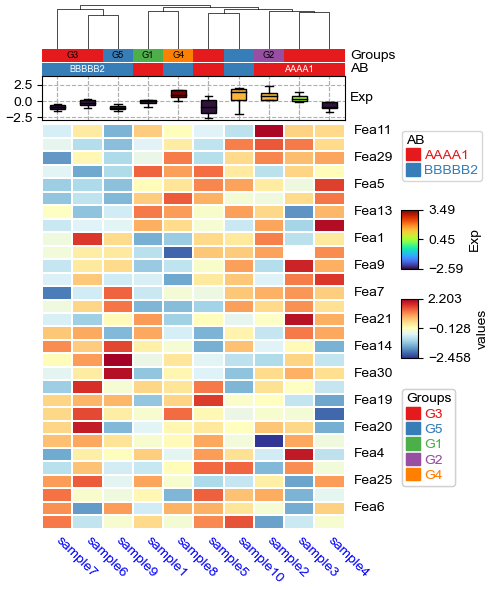 G3 G5 G1 G4 G2 Groups
BBBBB2 AAAA1 AB
2.5
0.0
−2.5
Exp
Fea11
Fea29
Fea5
Fea13
Fea1
Fea9
Fea7
Fea21
Fea14
Fea30
Fea19
Fea20
Fea4
Fea25
Fea6
sample7
sample6
sample9
sample1
sample8
sample5
sample10
sample2
sample3
sample4
AB
AAAA1
BBBBB2
3.49
0.45
−2.59
Exp
2.203
−0.128
−2.458
values
Groups
G3
G5
G1
G2
G4